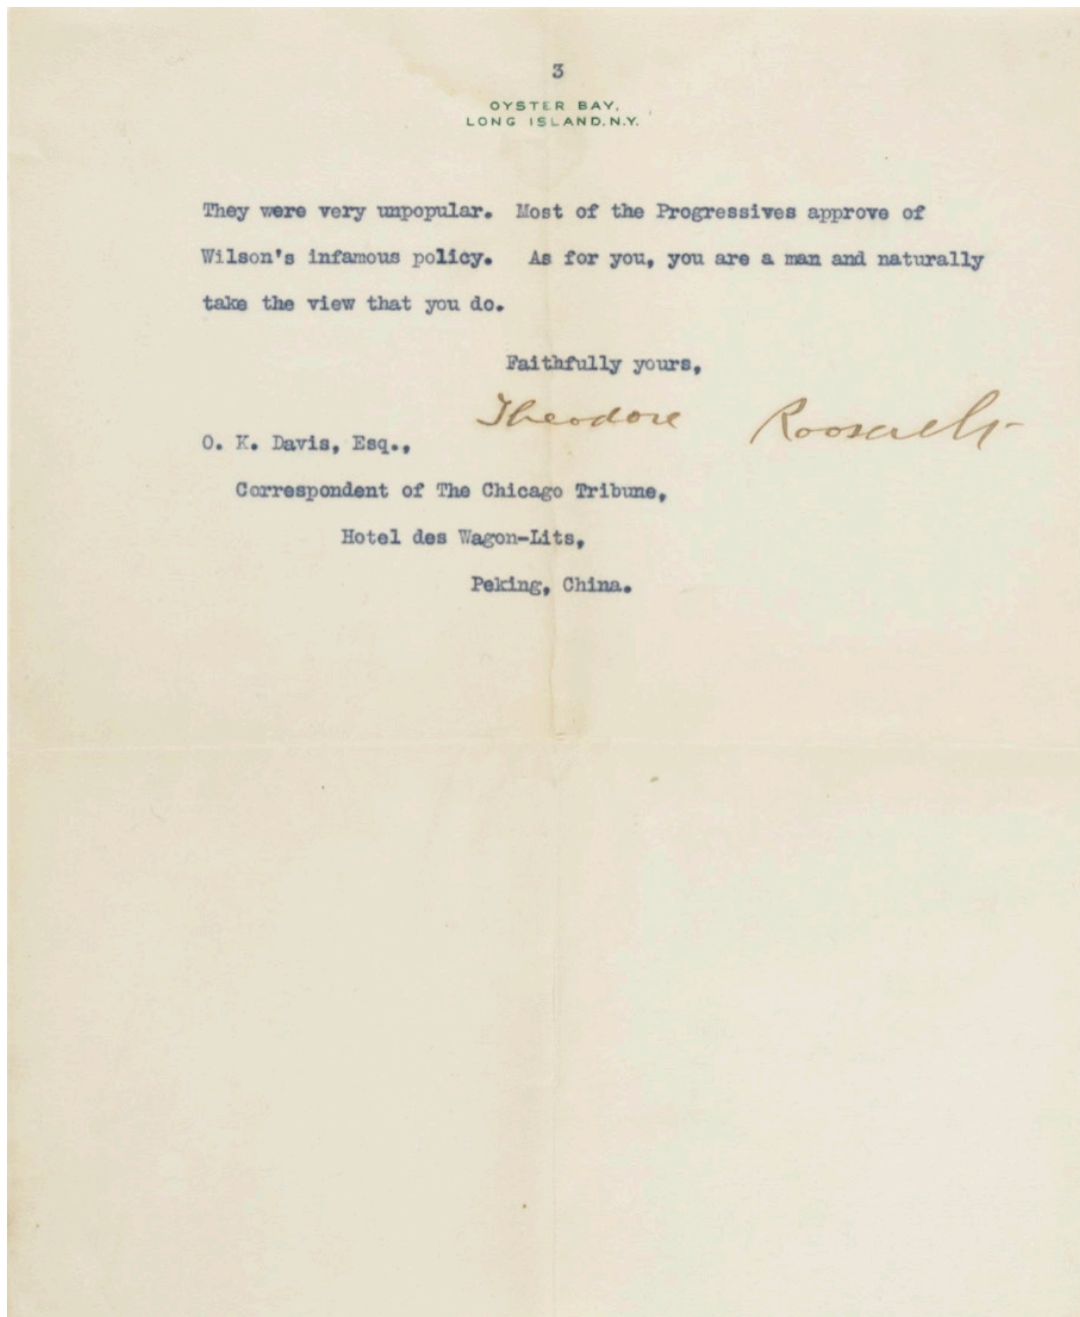 3
OYSTER BAY,
LONG ISLAND, N.Y.
They were very unpopular. Most of the Progressives approve of
Wilson's infamous policy. As for you, you are a man and naturally
take the view that you do.
Faithfully yours,
Theodore Roosevelt
O. K. Davis, Esq.,
Correspondent of The Chicago Tribune,
Hotel des Wagon-Lits,
Peking, China.